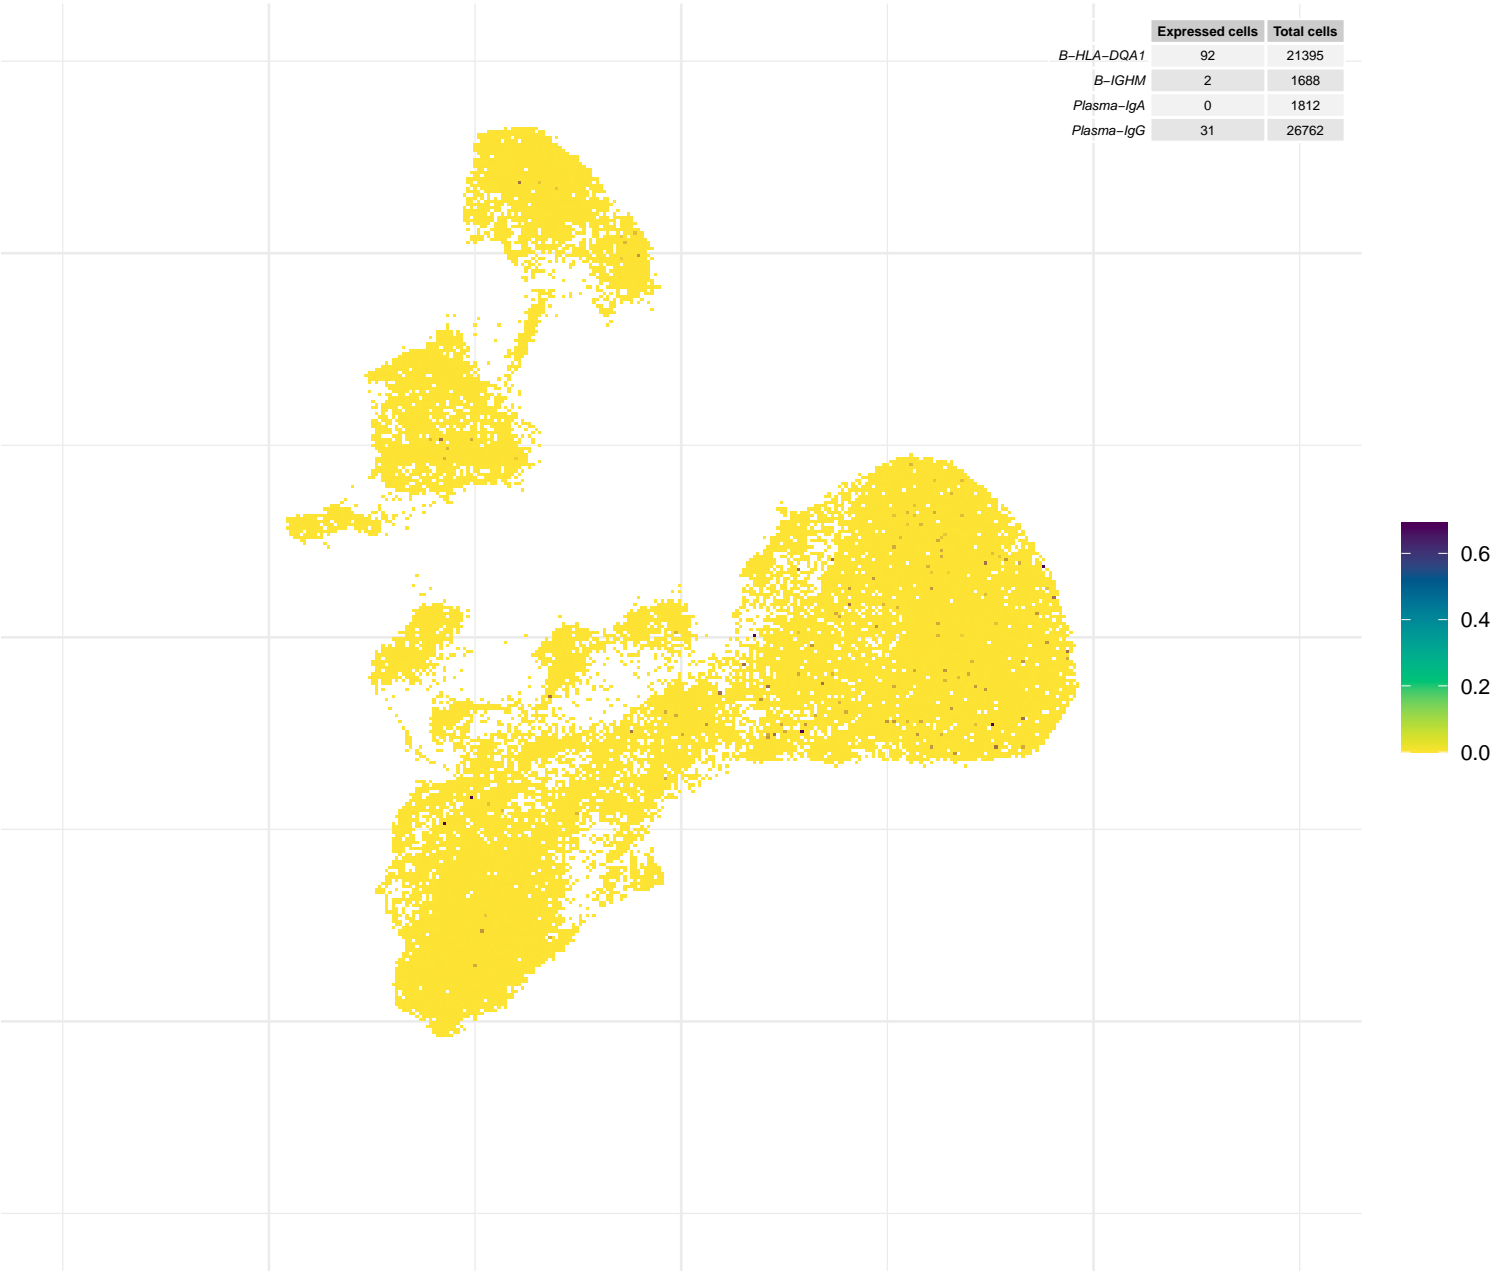 Expressed cells Total cells
B−HLA−DQA1 92 21395
B−IGHM 2 1688
Plasma−IgA 0 1812
Plasma−IgG 31 26762
0.6
0.4
0.2
0.0